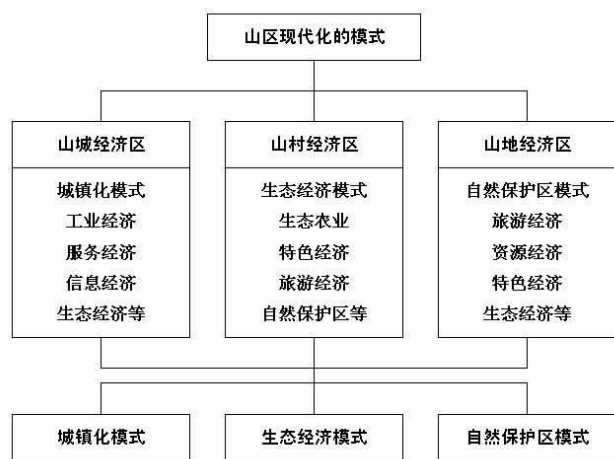 山区现代化的模式
山城经济区
城镇化模式
工业经济
服务经济
信息经济
生态经济等
山村经济区
生态经济模式
生态农业
特色经济
旅游经济
自然保护区等
山地经济区
自然保护区模式
旅游经济
资源经济
特色经济
生态经济等
城镇化模式
生态经济模式
自然保护区模式